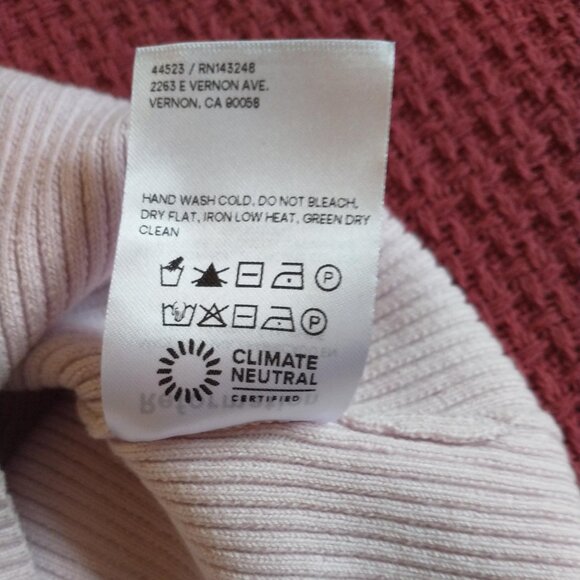 44523 / RN143248
2263 E VERNON AVE.
VERNON, CA 90058
HAND WASH COLD, DO NOT BLEACH,
DRY FLAT, IRON LOW HEAT, GREEN DRY
CLEAN
P
P
CLIMATE
NEUTRAL
CERTIFIED
Reformation